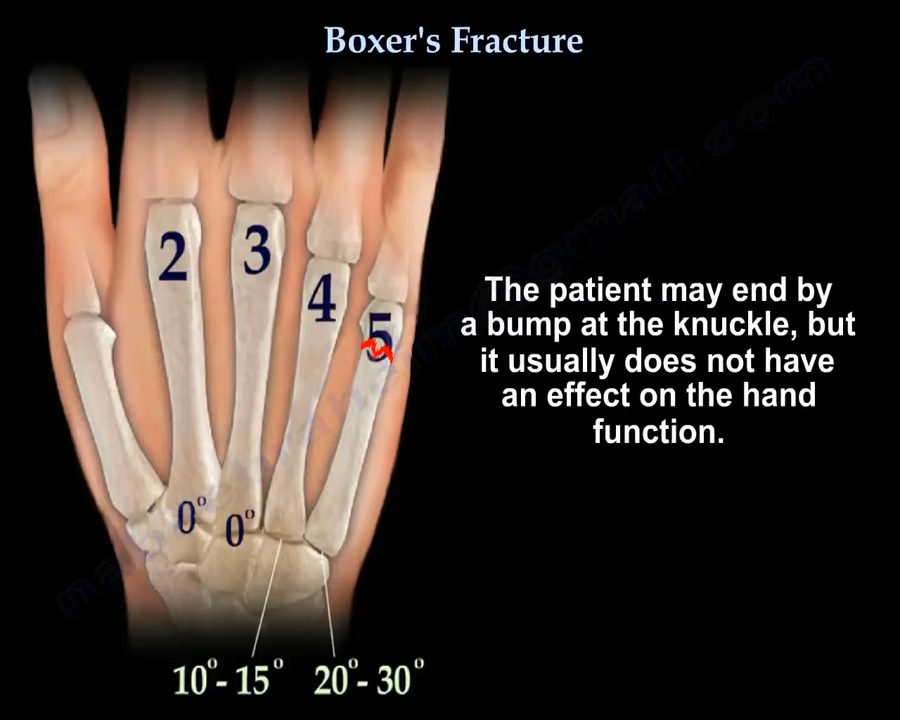 Boxer's Fracture
2
3
4
5
The patient may end by
a bump at the knuckle, but
it usually does not have
an effect on the hand
function.
0°
0°
10°- 15°
20°- 30°